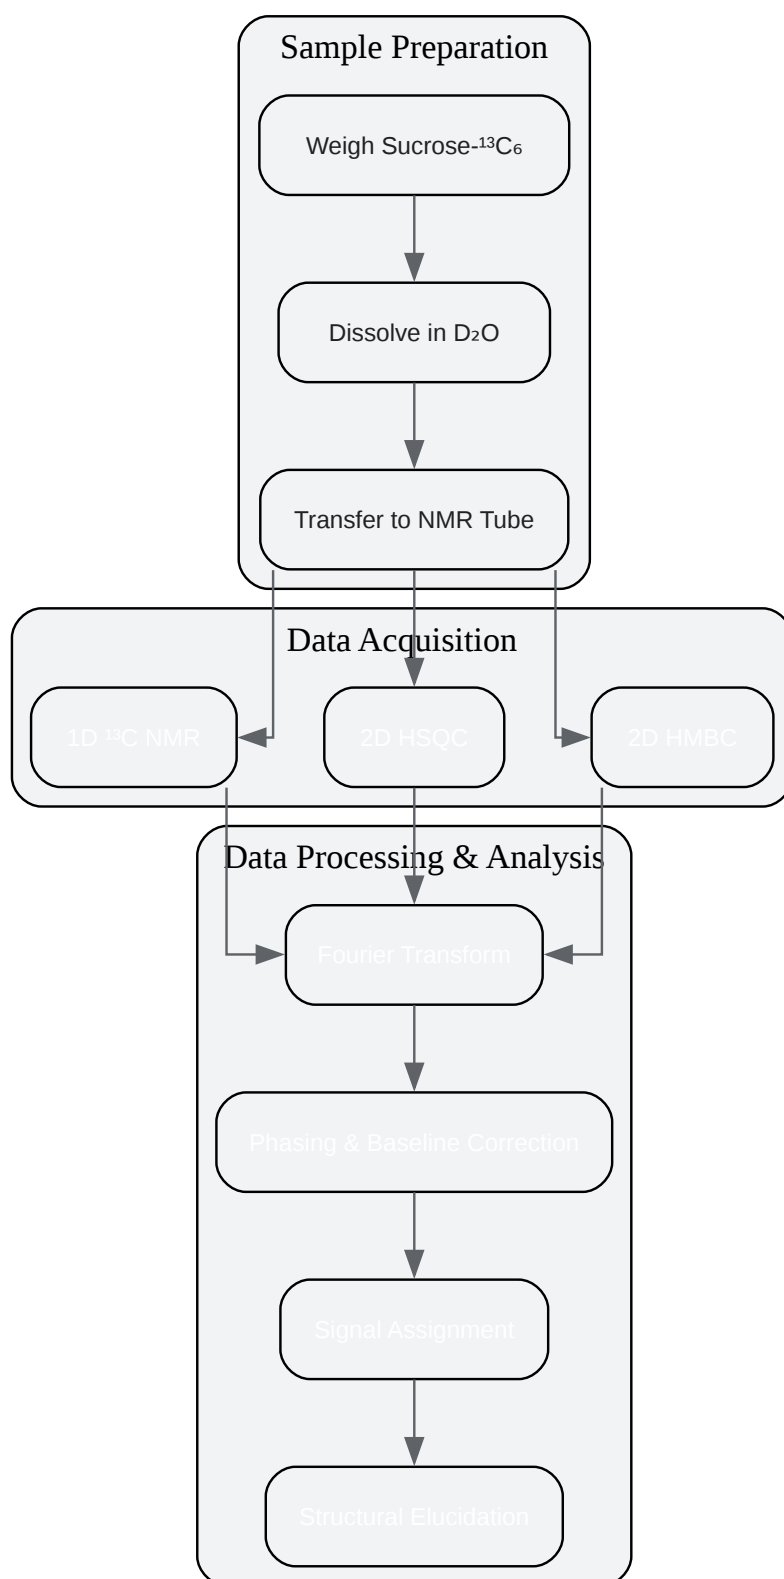 Sample Preparation
Weigh Sucrose-¹³C₆
Dissolve in D₂O
Transfer to NMR Tube
Data Acquisition
1D ¹³C NMR
2D HSQC
2D HMBC
Data Processing & Analysis
Fourier Transform
Phasing & Baseline Correction
Signal Assignment
Structural Elucidation